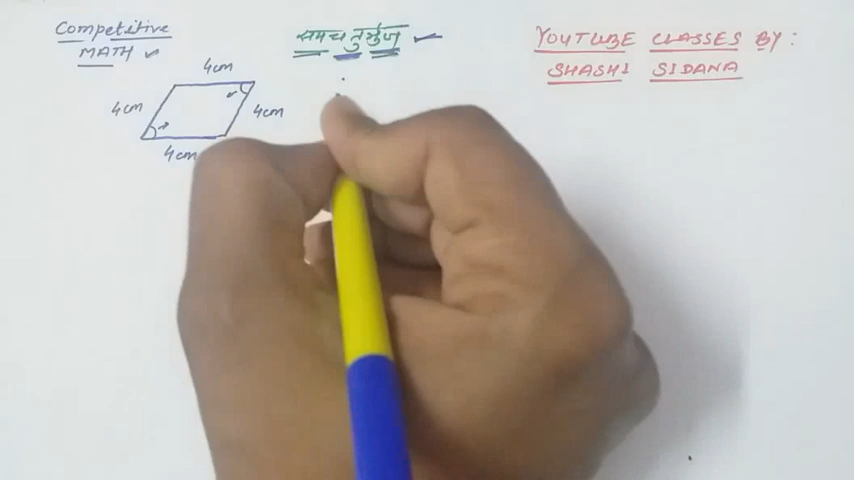 Competitive
MATH
समचतुर्भुज
YOUTUBE CLASSES BY:
SHASHI SIDANA
4cm
4cm
4cm
4cm